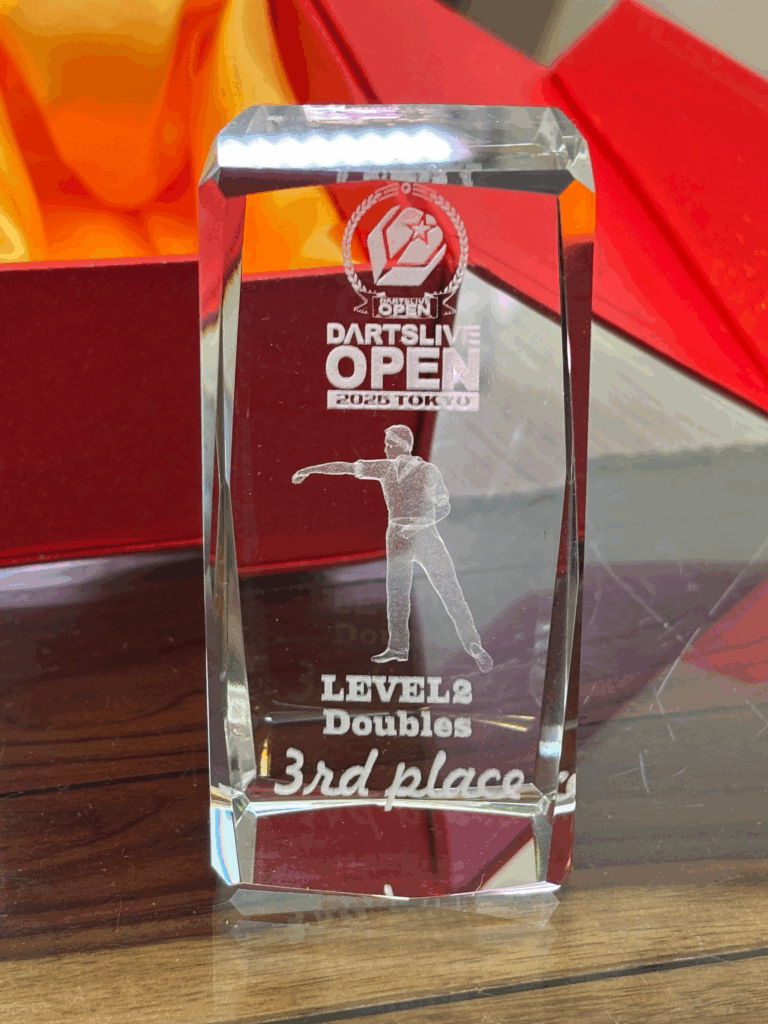 DARTSLIVE
OPEN
DARTSLIVE
OPEN
2025 TOKYO
LEVEL2
Doubles
3rd place